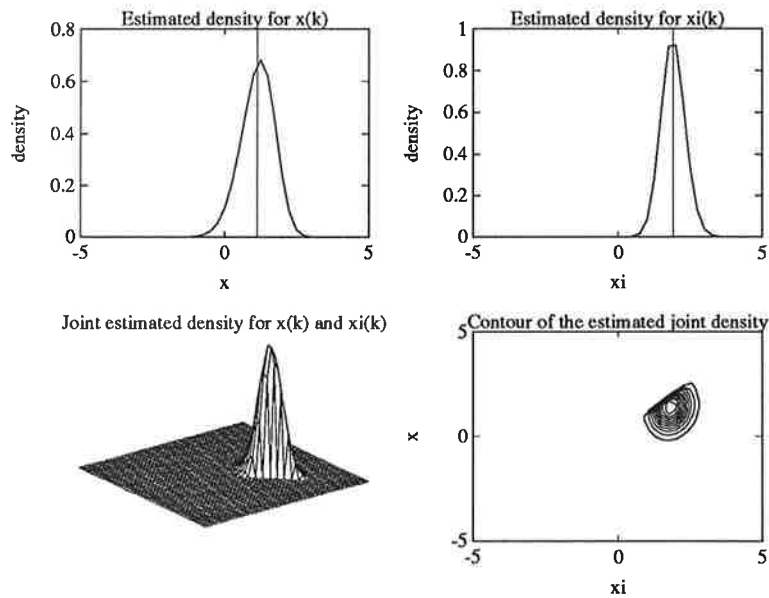 Estimated density for x(k)
0.8
0.6
0.4
0.2
0
density
-5
0
5
x
Estimated density for xi(k)
1
0.8
0.6
0.4
0.2
0
density
-5
0
5
xi
Joint estimated density for x(k) and xi(k)
Contour of the estimated joint density
5
0
-5
x
-5
0
5
xi